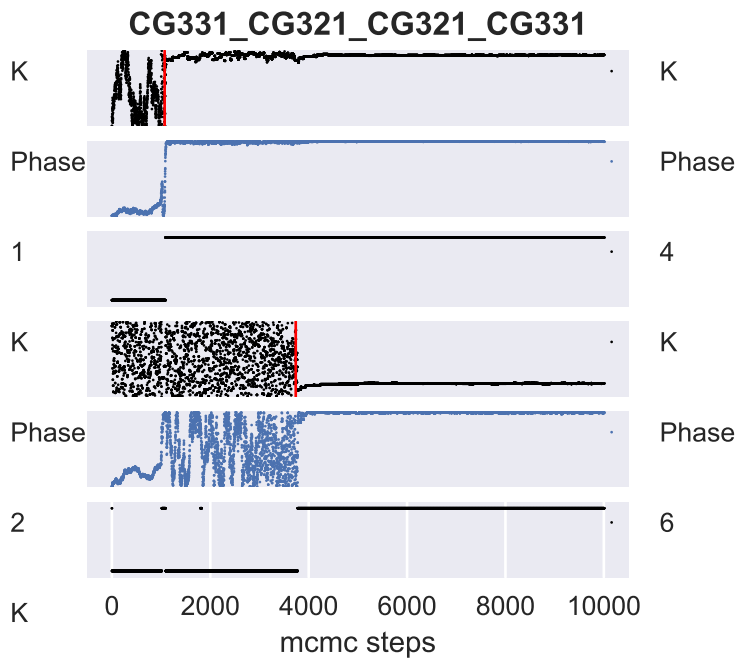 CG331_CG321_CG321_CG331
K K
Phase Phase
1 4
K K
Phase Phase
2 6
K
0 2000 4000 6000 8000 10000
mcmc steps